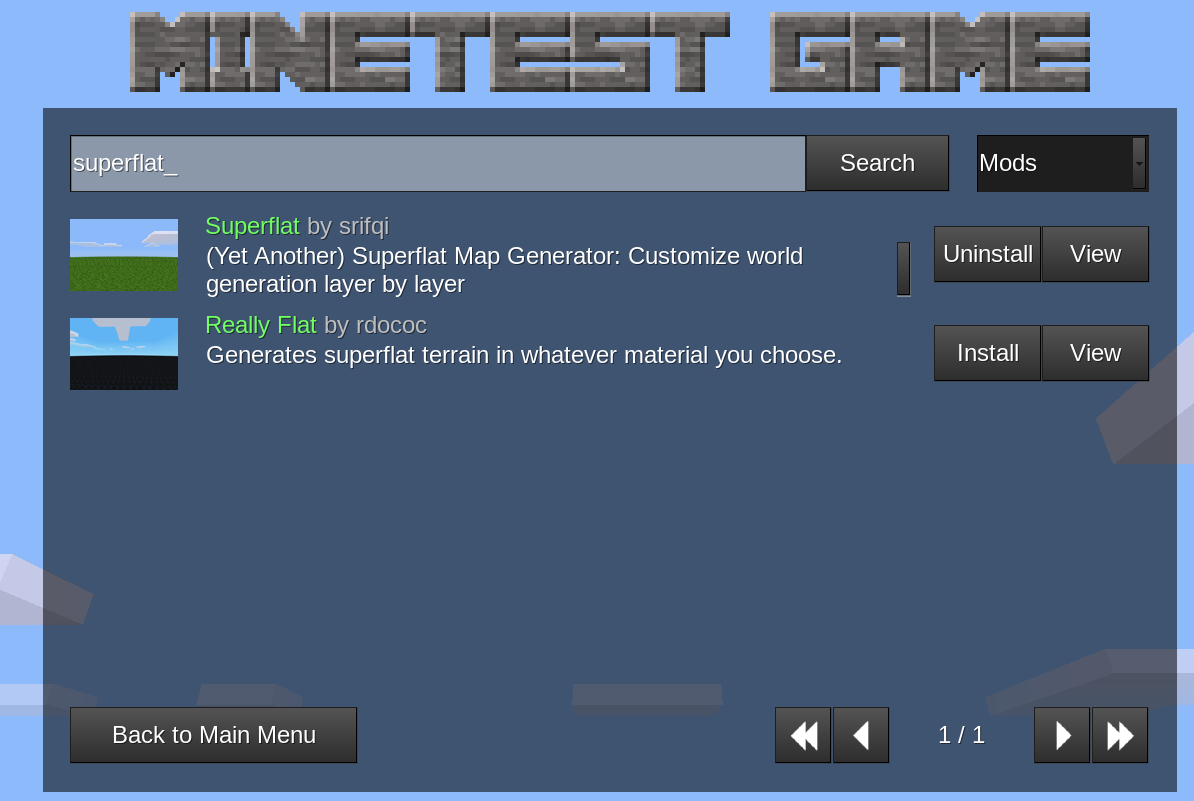 MINETEST GAME
superflat_
Search
Mods
Superflat by srifqi
(Yet Another) Superflat Map Generator: Customize world
generation layer by layer
Uninstall
View
Really Flat by rdococ
Generates superflat terrain in whatever material you choose.
Install
View
Back to Main Menu
1 / 1